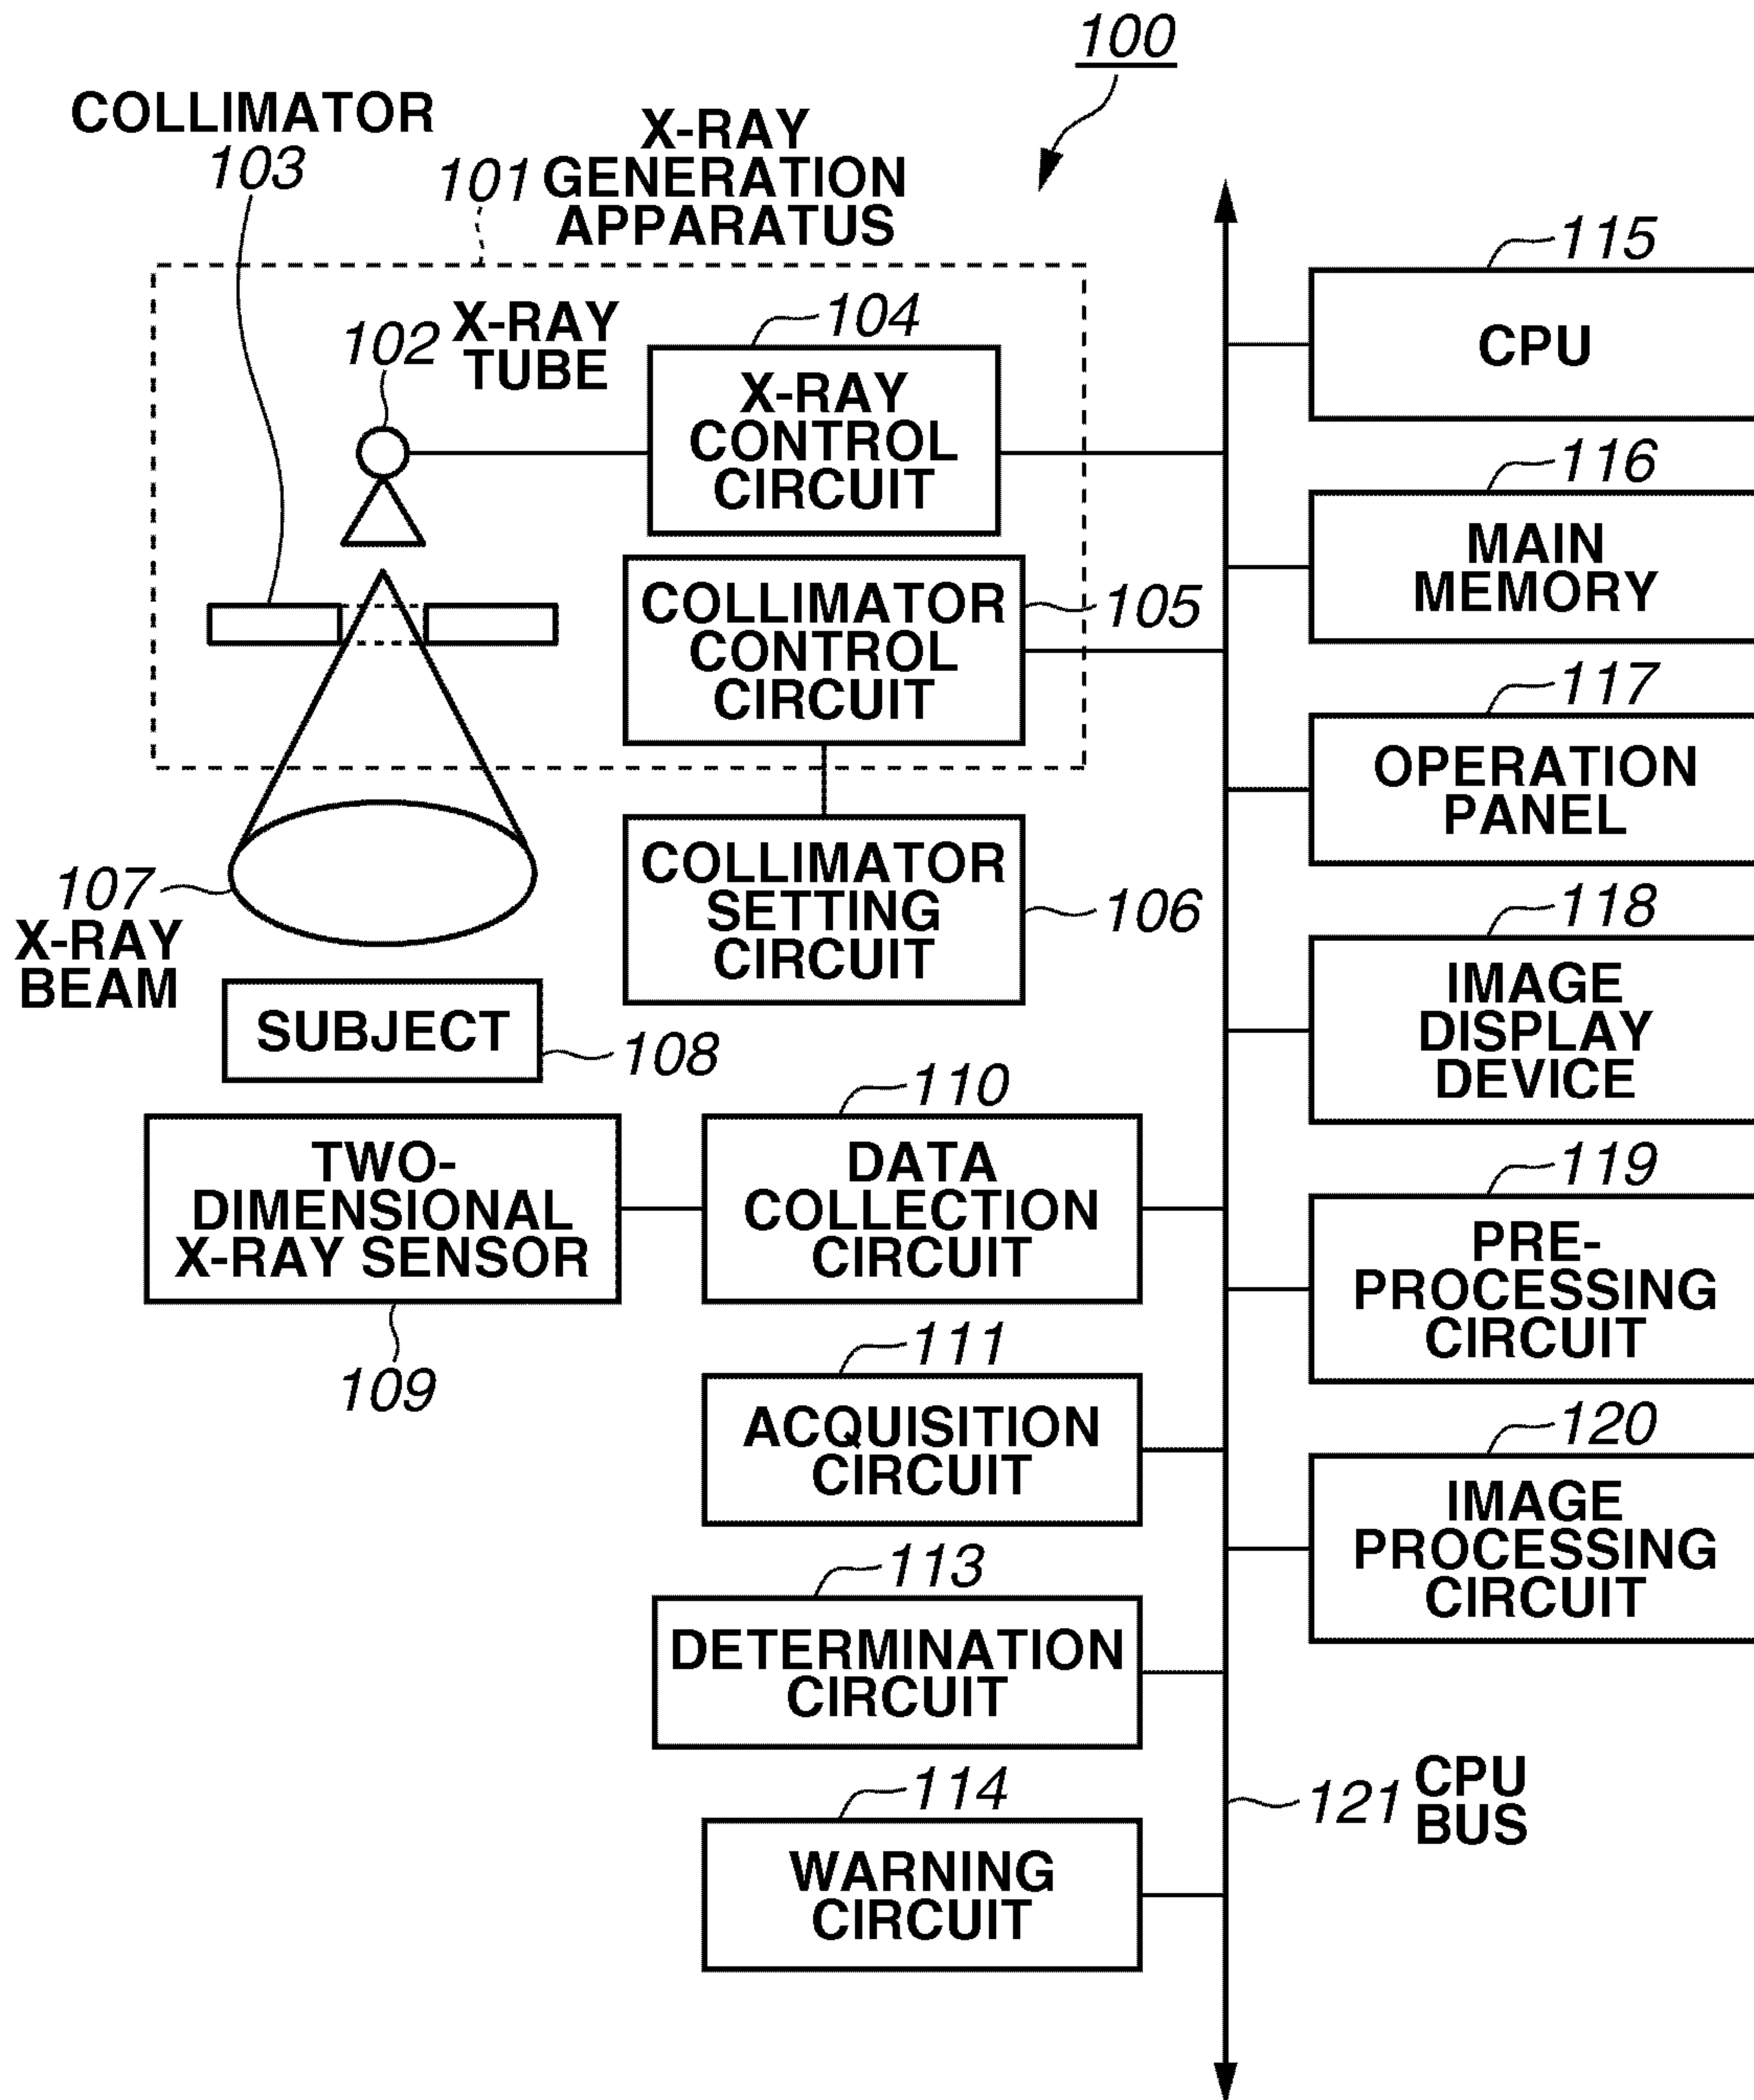 100
COLLIMATOR
103
101
X-RAY
GENERATION
APPARATUS
102
X-RAY
TUBE
104
X-RAY
CONTROL
CIRCUIT
COLLIMATOR
CONTROL
CIRCUIT
105
COLLIMATOR
SETTING
CIRCUIT
106
107
X-RAY
BEAM
SUBJECT
108
TWO-
DIMENSIONAL
X-RAY SENSOR
109
110
DATA
COLLECTION
CIRCUIT
111
ACQUISITION
CIRCUIT
113
DETERMINATION
CIRCUIT
114
WARNING
CIRCUIT
115
CPU
116
MAIN
MEMORY
117
OPERATION
PANEL
118
IMAGE
DISPLAY
DEVICE
119
PRE-
PROCESSING
CIRCUIT
120
IMAGE
PROCESSING
CIRCUIT
121
CPU
BUS